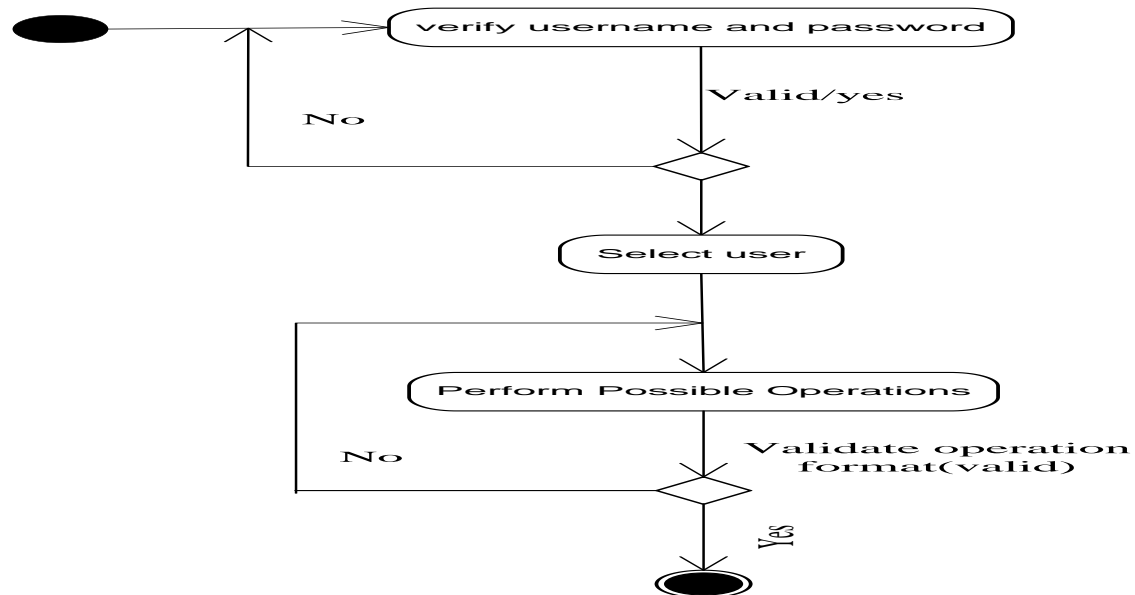 verify username and password
Valid/yes
No
Select user
Perform Possible Operations
Validate operation
format(valid)
No
Yes